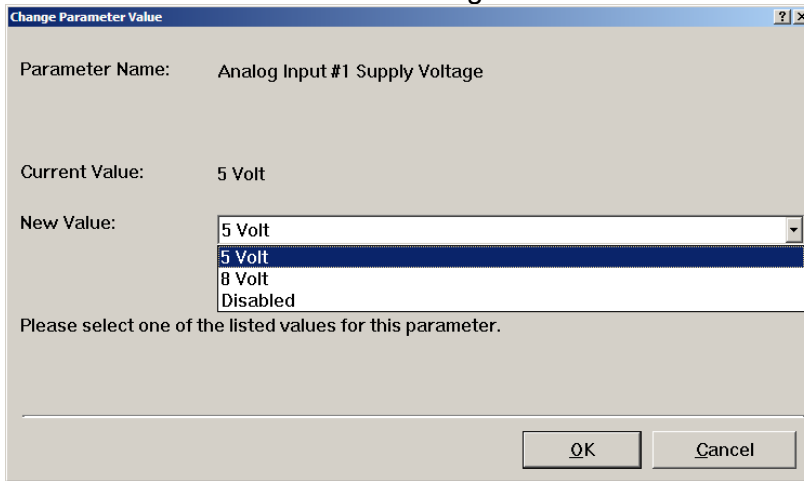 Change Parameter Value
Parameter Name: Analog Input #1 Supply Voltage
Current Value: 5 Volt
New Value: 5 Volt
5 Volt
8 Volt
Disabled
Please select one of the listed values for this parameter.
OK Cancel